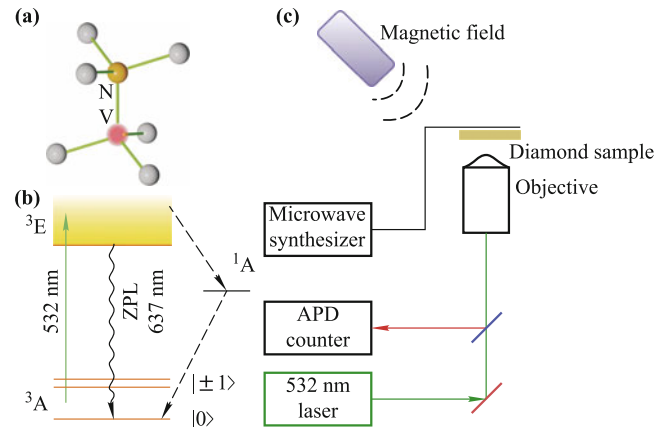 (a)
N
V
(b)
³E
532 nm
ZPL
637 nm
¹A
³A
|±1⟩
|0⟩
(c)
Magnetic field
Diamond sample
Objective
Microwave
synthesizer
APD
counter
532 nm
laser